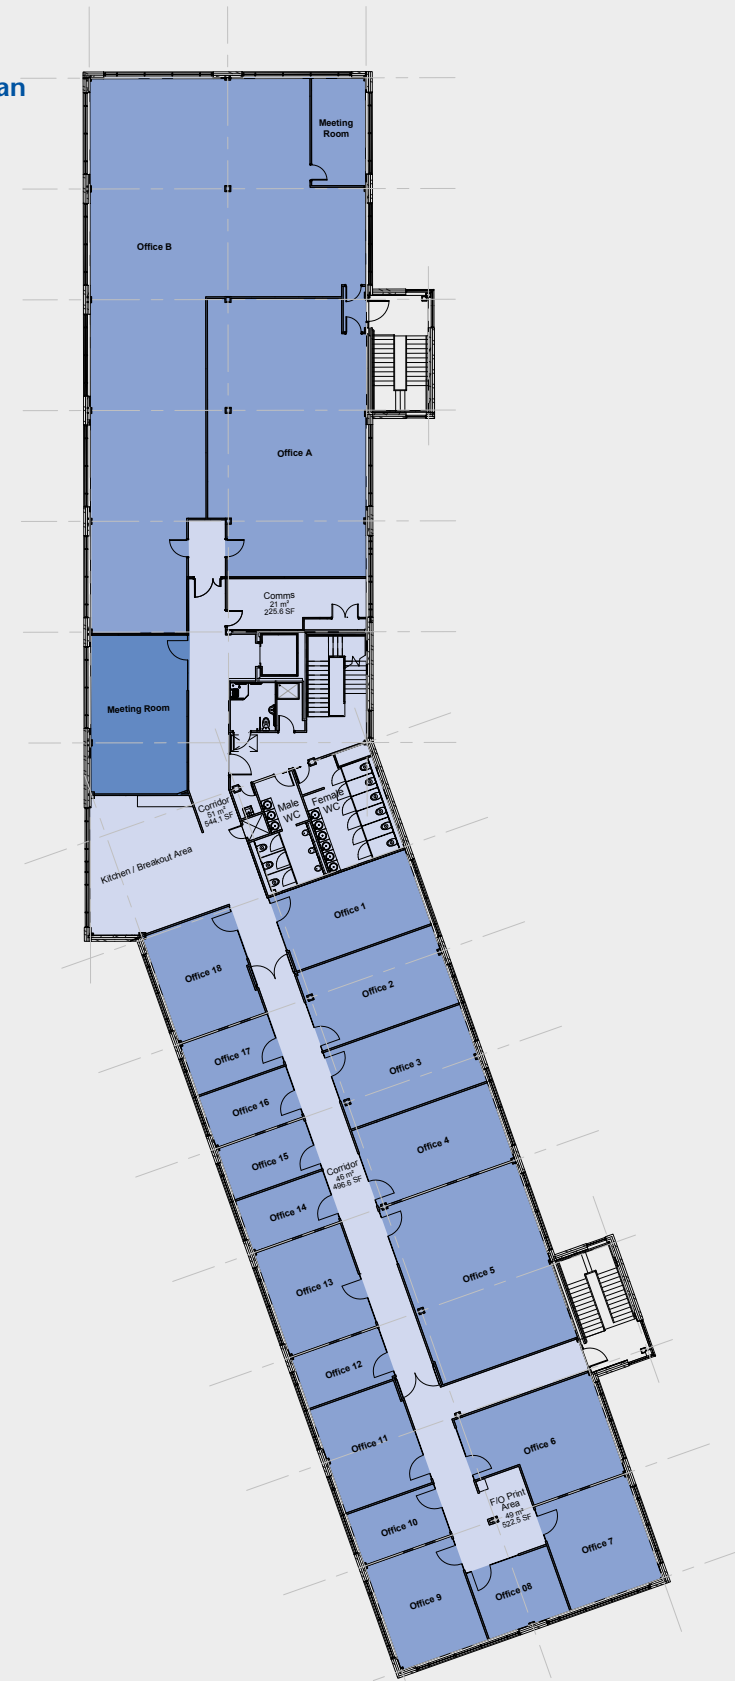 an
Meeting
Room
Office B
Office A
Comms
21 m²
225.6 SF
Meeting Room
Corridor
51 m²
544.1 SF
Male
WC
Female
WC
Kitchen / Breakout Area
Office 1
Office 18
Office 2
Office 17
Office 3
Office 16
Office 4
Office 15
Corridor
46 m²
496.6 SF
Office 14
Office 5
Office 13
Office 12
Office 11
Office 6
F/O Print
Area
49 m²
522.5 SF
Office 10
Office 7
Office 08
Office 9